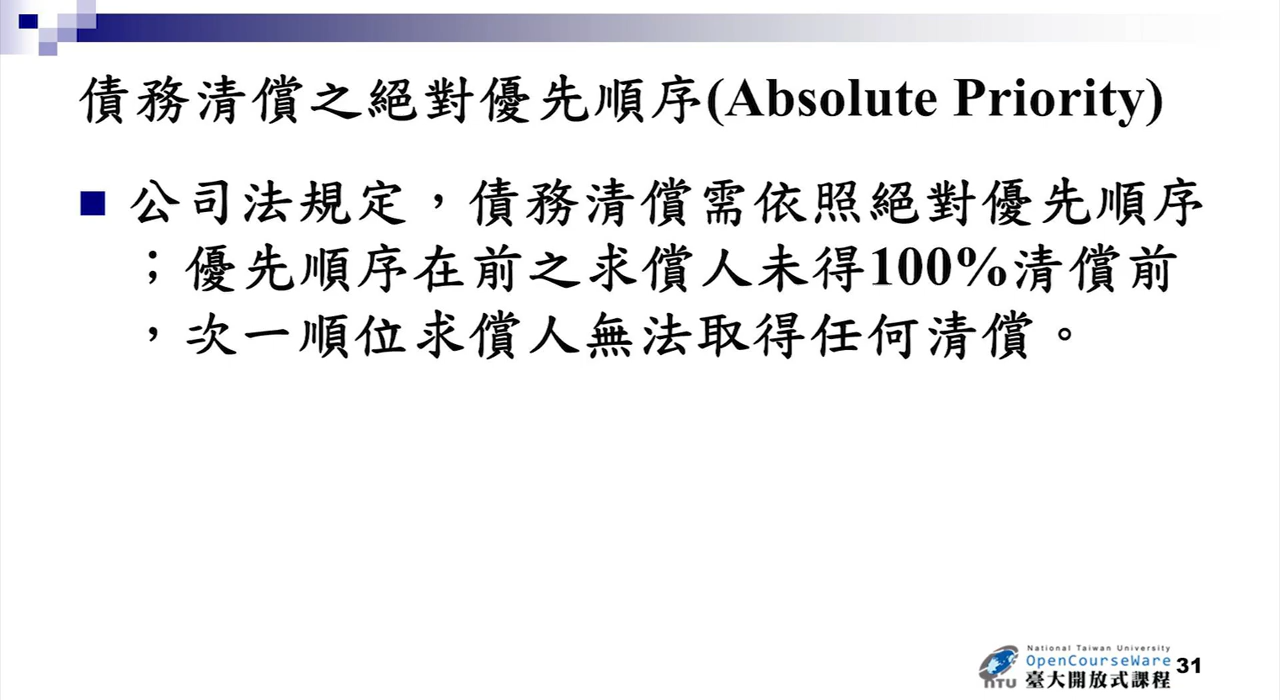 債務清償之絕對優先順序(Absolute Priority)
公司法規定，債務清償需依照絕對優先順序
；優先順序在前之求償人未得100%清償前
，次一順位求償人無法取得任何清償。
National Taiwan University
OpenCourseWare
NTU 臺大開放式課程
31